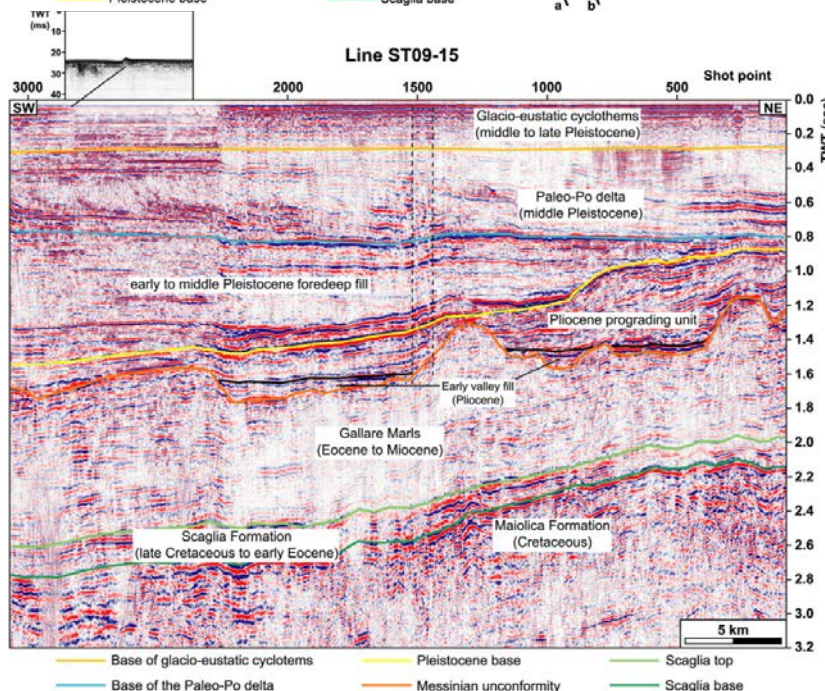 Pleistocene base
Scaglia base
a b
TWT
(ms)
0
10
20
30
40
Line ST09-15
3000 2000 1500 1000 500 Shot point
SW NE
0.0
0.2
0.4
0.6
0.8
1.0
1.2
1.4
1.6
1.8
2.0
2.2
2.4
2.6
2.8
3.0
3.2
Glacio-eustatic cyclothems
(middle to late Pleistocene)
Paleo-Po delta
(middle Pleistocene)
early to middle Pleistocene foredeep fill
Pliocene prograding unit
Early valley fill
(Pliocene)
Gallare Marls
(Eocene to Miocene)
Scaglia Formation
(late Cretaceous to early Eocene)
Maiolica Formation
(Cretaceous)
5 km
Base of glacio-eustatic cyclotems
Pleistocene base
Scaglia top
Base of the Paleo-Po delta
Messinian unconformity
Scaglia base